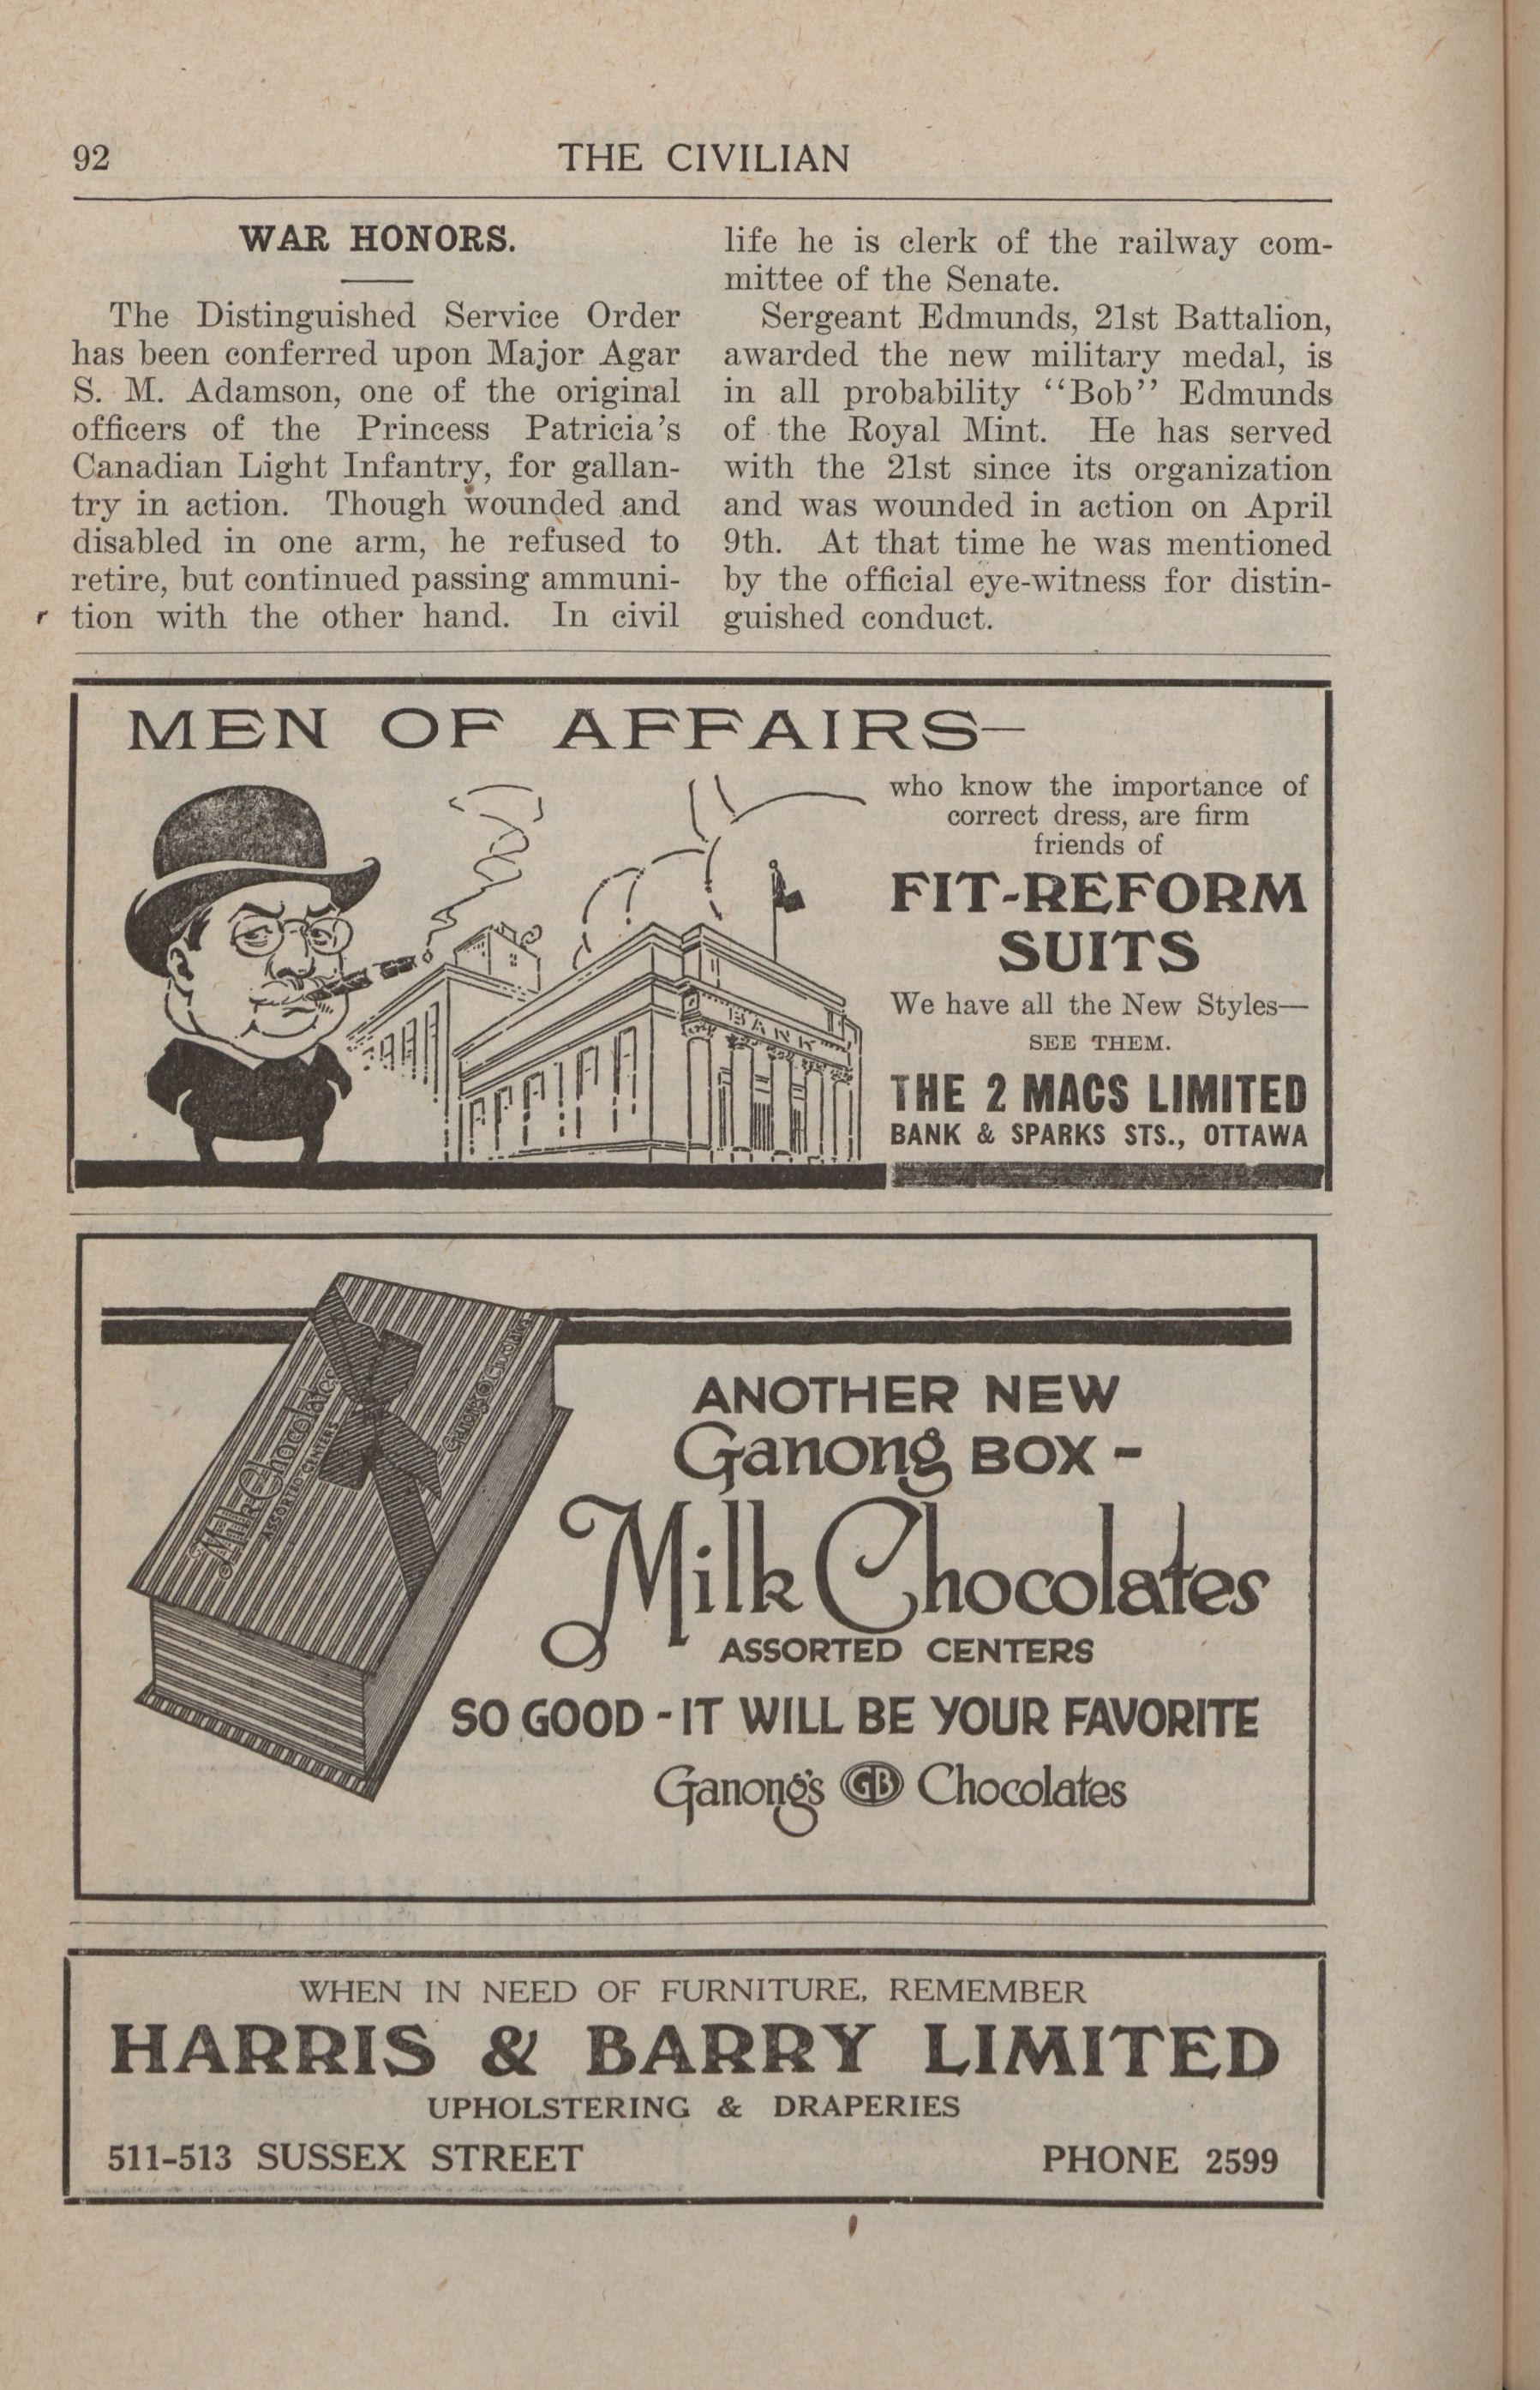 92
THE CIVILIAN
WAR HONORS.
The Distinguished Service Order
has been conferred upon Major Agar
S. M. Adamson, one of the original
officers of the Princess Patricia's
Canadian Light Infantry, for gallan-
try in action. Though wounded and
disabled in one arm, he refused to
retire, but continued passing ammuni-
tion with the other hand. In civil
life he is clerk of the railway com-
mittee of the Senate.
Sergeant Edmunds, 21st Battalion,
awarded the new military medal, is
in all probability "Bob" Edmunds
of the Royal Mint. He has served
with the 21st since its organization
and was wounded in action on April
9th. At that time he was mentioned
by the official eye-witness for distin-
guished conduct.
MEN OF AFFAIRS—
who know the importance of
correct dress, are firm
friends of
FIT-REFORM
SUITS
We have all the New Styles—
SEE THEM.
THE 2 MACS LIMITED
BANK & SPARKS STS., OTTAWA
BANK
Milk Chocolates
ASSORTED CENTERS
Ganong's GB Chocolates
ANOTHER NEW
Ganong BOX -
Milk Chocolates
ASSORTED CENTERS
SO GOOD - IT WILL BE YOUR FAVORITE
Ganong's GB Chocolates
WHEN IN NEED OF FURNITURE, REMEMBER
HARRIS & BARRY LIMITED
UPHOLSTERING & DRAPERIES
511-513 SUSSEX STREET
PHONE 2599